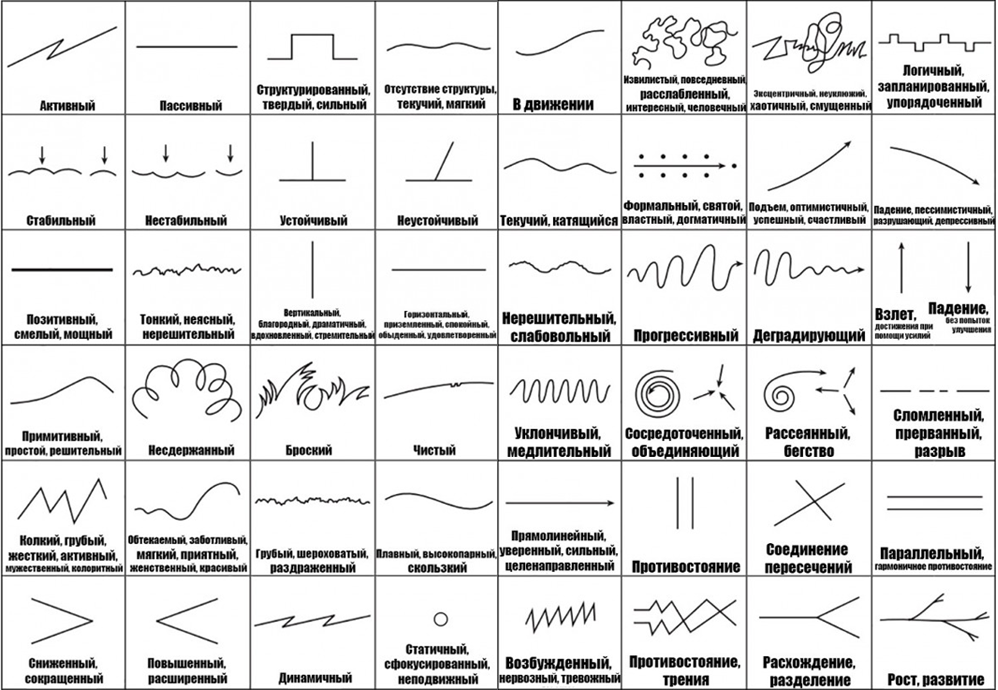 Активный
Пассивный
Структурированный,
твердый, сильный
Отсутствие структуры,
текучий, мягкий
В движении
Извилистый, повседневный,
расслабленный,
интересный, человечный
Эксцентричный, неуклюжий,
хаотичный, смущенный
Логичный,
запланированный,
упорядоченный
Стабильный
Нестабильный
Устойчивый
Неустойчивый
Текучий, катящийся
Формальный, святой,
властный, догматичный
Подъем, оптимистичный,
успешный, счастливый
Падение, пессимистичный,
разрушающий, депрессивный
Позитивный,
смелый, мощный
Тонкий, неясный,
нерешительный
Вертикальный,
благородный, драматичный,
вдохновленный, стремительный
Горизонтальный,
приземленный, спокойный,
обыденный, удовлетворенный
Нерешительный,
слабовольный
Прогрессивный
Деградирующий
Взлет,
достижения при
помощи усилий
Падение,
без попыток
улучшения
Примитивный,
простой, решительный
Несдержанный
Броский
Чистый
Уклончивый,
медлительный
Сосредоточенный,
объединяющий
Рассеянный,
бегство
Сломленный,
прерванный,
разрыв
Колкий, грубый,
жесткий, активный,
мужественный, колоритный
Обтекаемый, заботливый,
мягкий, приятный,
женственный, красивый
Грубый, шероховатый,
раздраженный
Плавный, высокопарный,
скользкий
Прямолинейный,
уверенный, сильный,
целенаправленный
Противостояние
Соединение
пересечений
Параллельный,
гармоничное противостояние
Сниженный,
сокращенный
Повышенный,
расширенный
Динамичный
Статичный,
сфокусированный,
неподвижный
Возбужденный,
нервозный, тревожный
Противостояние,
трения
Расхождение,
разделение
Рост, развитие